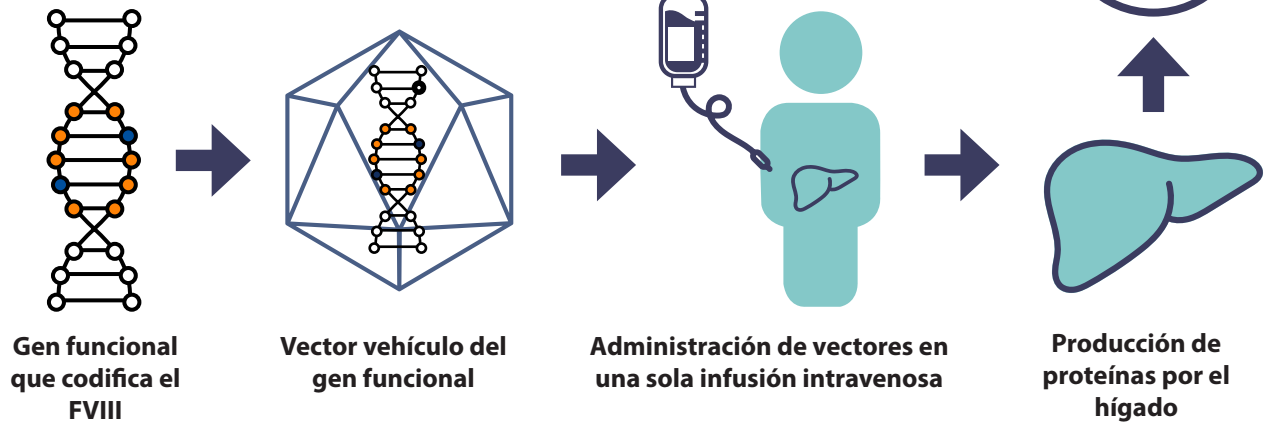 Gen funcional
que codifica el
FVIII
Vector vehículo del
gen funcional
Administración de vectores en
una sola infusión intravenosa
Producción de
proteínas por el
hígado